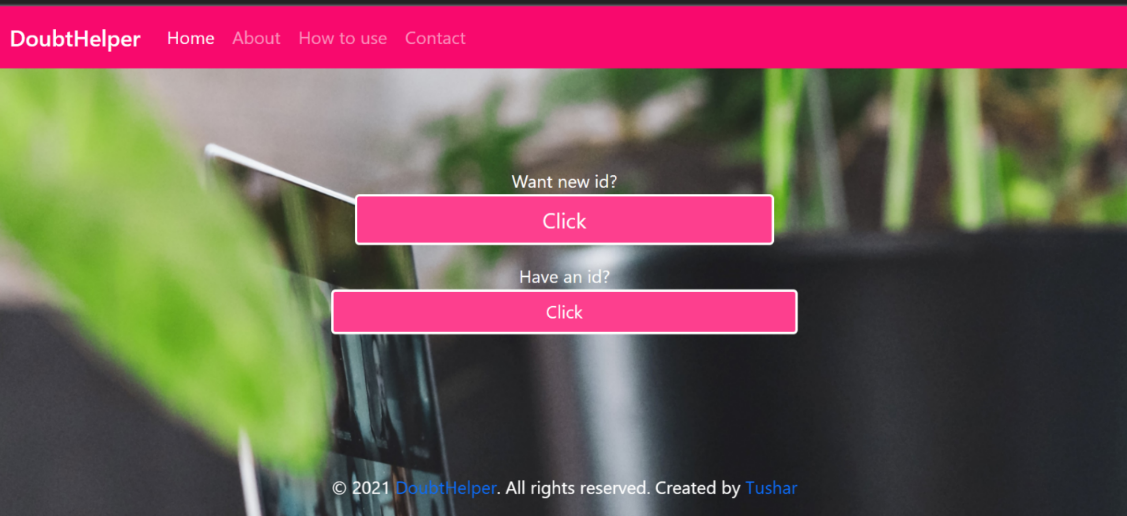 DoubtHelper Home About How to use Contact
Want new id?
Click
Have an id?
Click
© 2021 DoubtHelper. All rights reserved. Created by Tushar